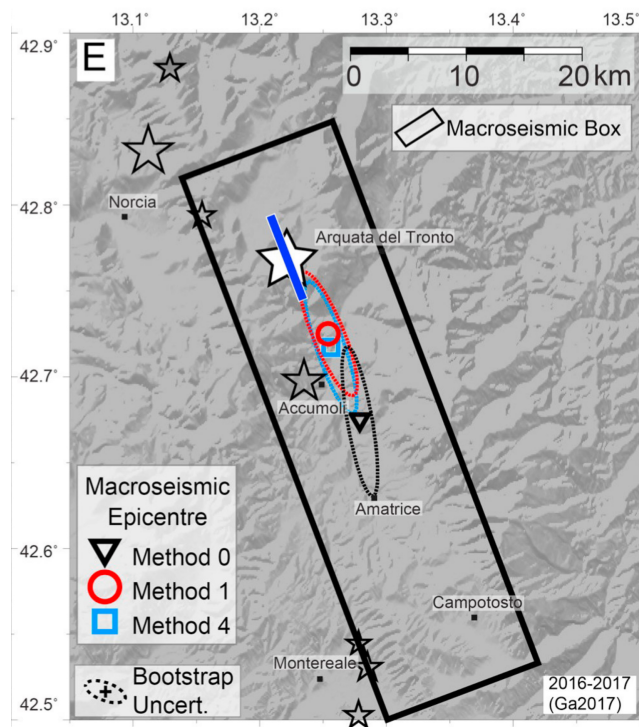 13.1° 13.2° 13.3° 13.4° 13.5°
42.9°
E
0 10 20 km
Macroseismic Box
Norcia
42.8°
Arquata del Tronto
42.7°
Accumoli
Macroseismic
Epicentre
Method 0
Method 1
Method 4
Amatrice
42.6°
Campotosto
Bootstrap
Uncert.
Montereale
2016-2017
(Ga2017)
42.5°